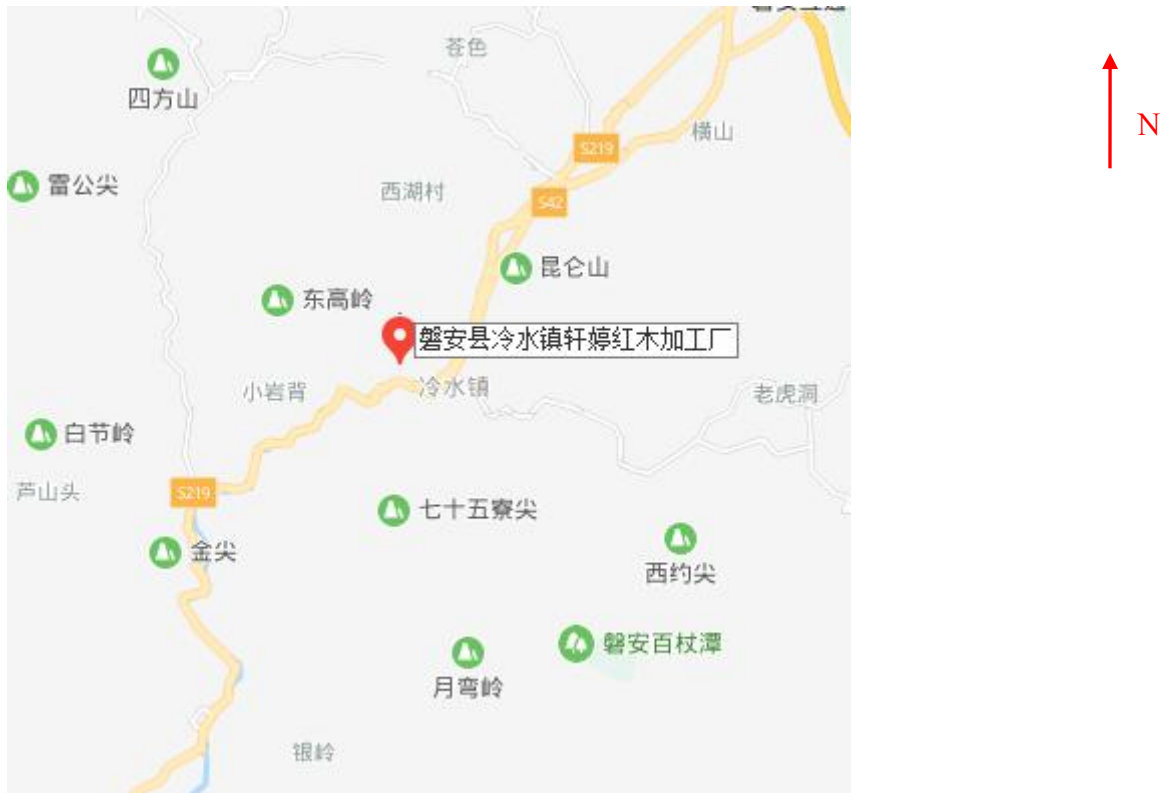 苍色
四方山
N
横山
S219
雷公尖
西湖村
S42
昆仑山
东高岭
磐安县冷水镇轩婷红木加工厂
小岩背
冷水镇
老虎洞
白节岭
芦山头
S219
七十五寮尖
金尖
西约尖
磐安百杖潭
月弯岭
银岭